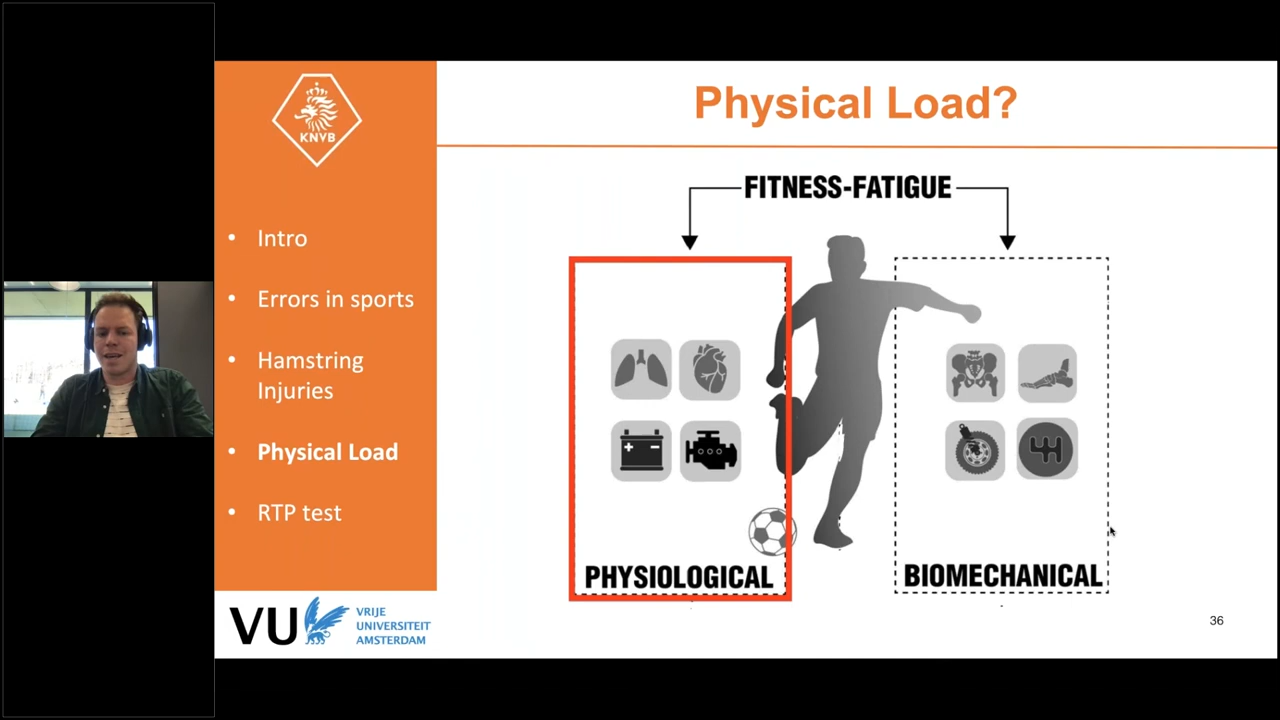 KNVB
• Intro
• Errors in sports
• Hamstring
Injuries
• Physical Load
• RTP test
VU
VRIJE
UNIVERSITEIT
AMSTERDAM
Physical Load?
FITNESS-FATIGUE
PHYSIOLOGICAL
BIOMECHANICAL
36